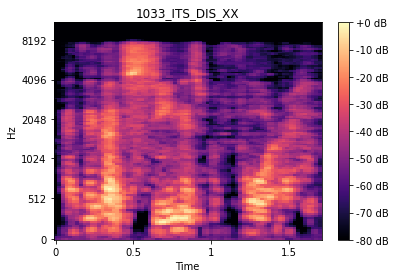 1033_ITS_DIS_XX
8192
4096
2048
1024
512
0
Hz
0
0.5
1
1.5
Time
+0 dB
-10 dB
-20 dB
-30 dB
-40 dB
-50 dB
-60 dB
-70 dB
-80 dB